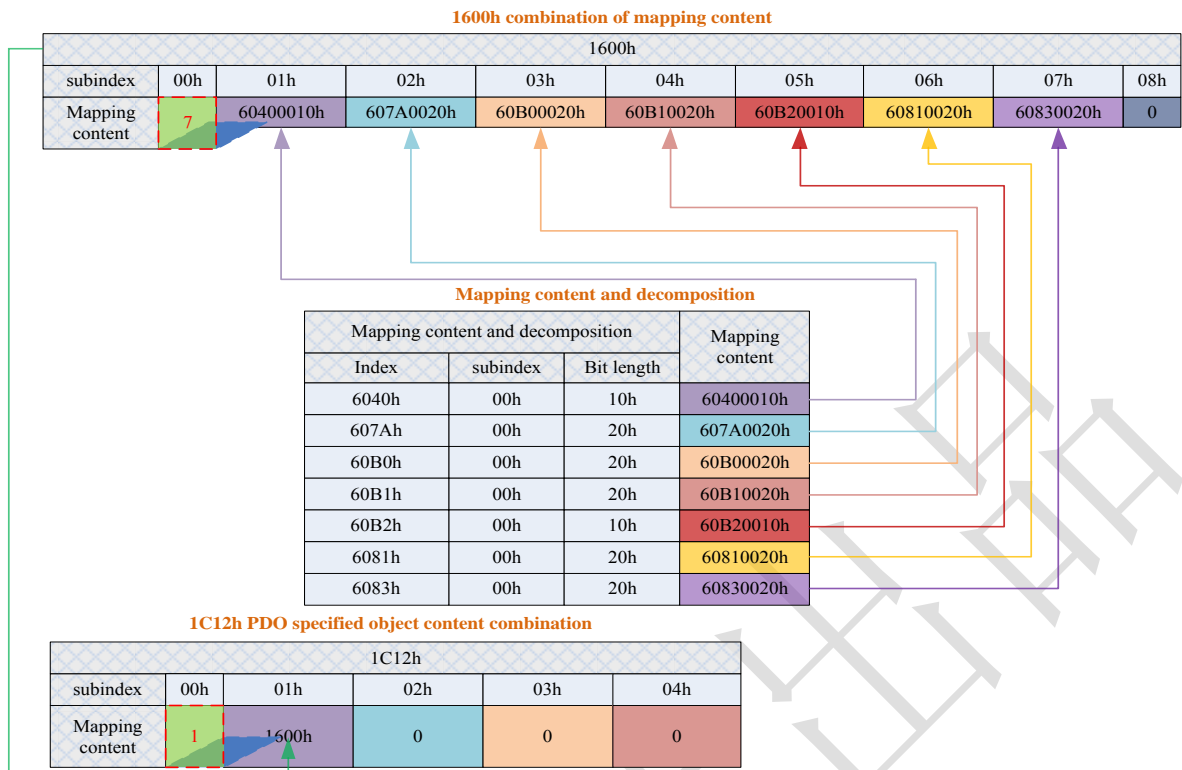 1600h combination of mapping content
1600h
subindex 00h 01h 02h 03h 04h 05h 06h 07h 08h
Mapping content 7 60400010h 607A0020h 60B00020h 60B10020h 60B20010h 60810020h 60830020h 0
Mapping content and decomposition
Mapping content and decomposition Mapping content
Index subindex Bit length
6040h 00h 10h 60400010h
607Ah 00h 20h 607A0020h
60B0h 00h 20h 60B00020h
60B1h 00h 20h 60B10020h
60B2h 00h 10h 60B20010h
6081h 00h 20h 60810020h
6083h 00h 20h 60830020h
1C12h PDO specified object content combination
1C12h
subindex 00h 01h 02h 03h 04h
Mapping content 1 1600h 0 0 0